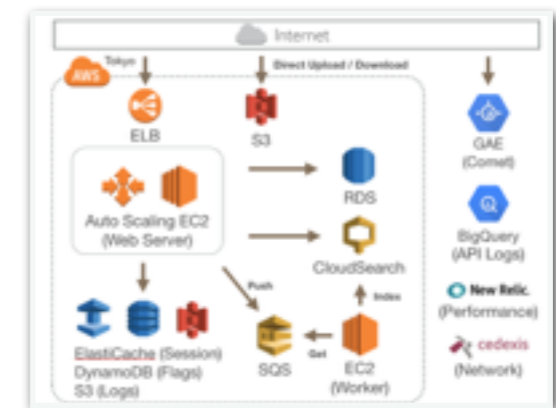 Internet
AWS
Tokyo
Direct Upload / Download
ELB
S3
GAE
(Comet)
Auto Scaling EC2
(Web Server)
RDS
BigQuery
(API Logs)
CloudSearch
Push
Index
New Relic.
(Performance)
ElastiCache (Session)
DynamoDB (Flags)
S3 (Logs)
SQS
Get
EC2
(Worker)
cedexis
(Network)